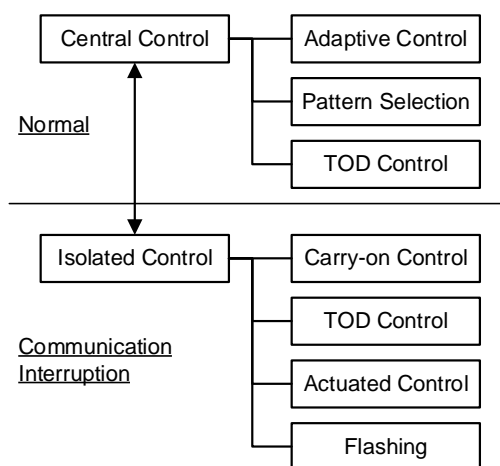 Central Control
Adaptive Control
Pattern Selection
Normal
TOD Control
Isolated Control
Carry-on Control
TOD Control
Communication
Interruption
Actuated Control
Flashing